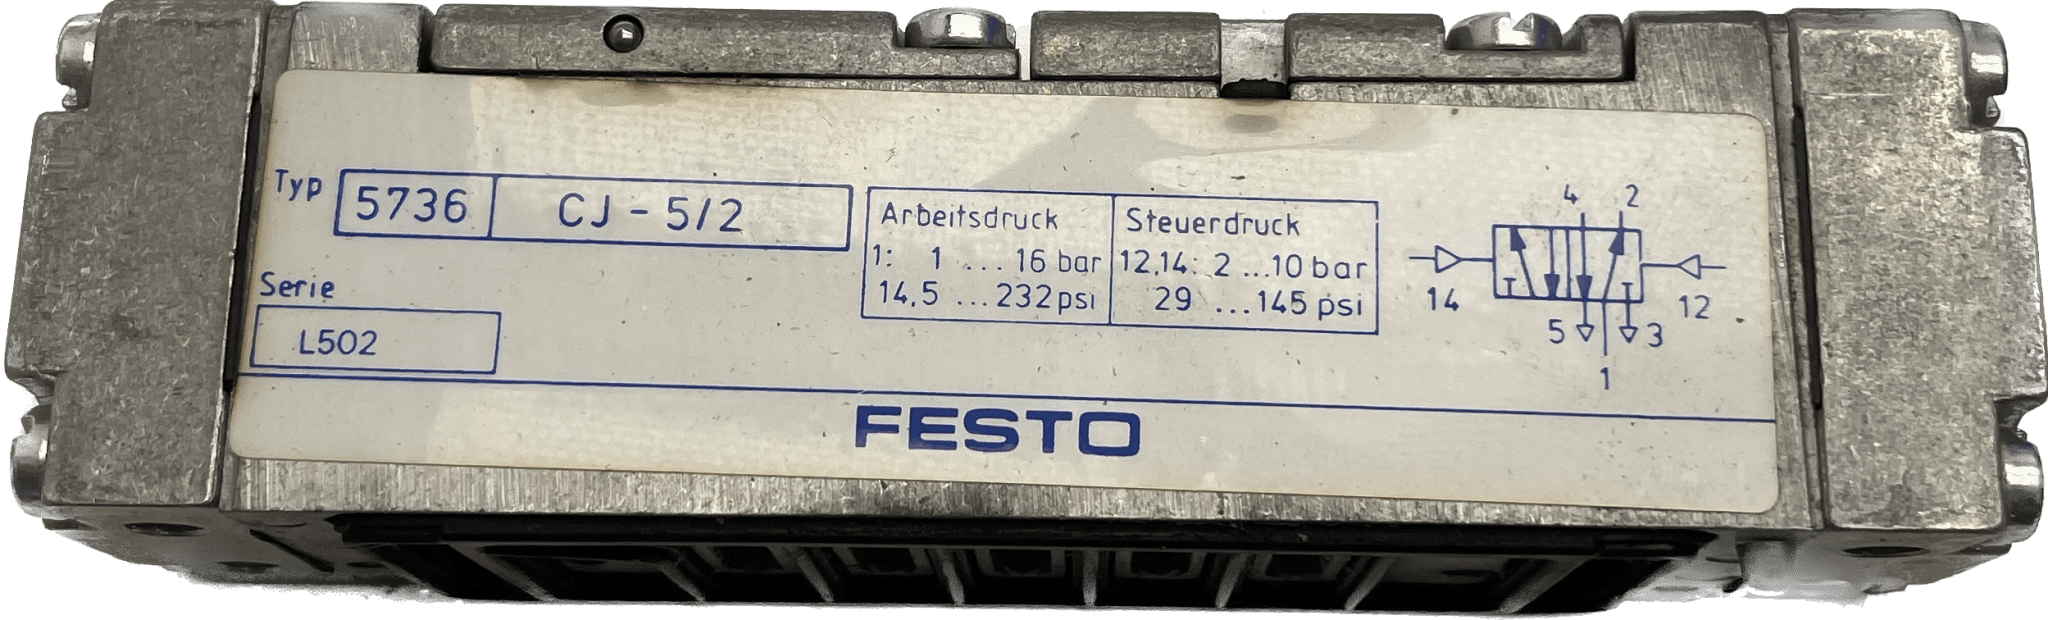 Typ 5736 CJ - 5/2
Serie
L502
Arbeitsdruck
1: 1 ... 16 bar
14,5 ... 232 psi
Steuerdruck
12,14: 2 ... 10 bar
29 ... 145 psi
4 2
14 12
5 3
1
FESTO